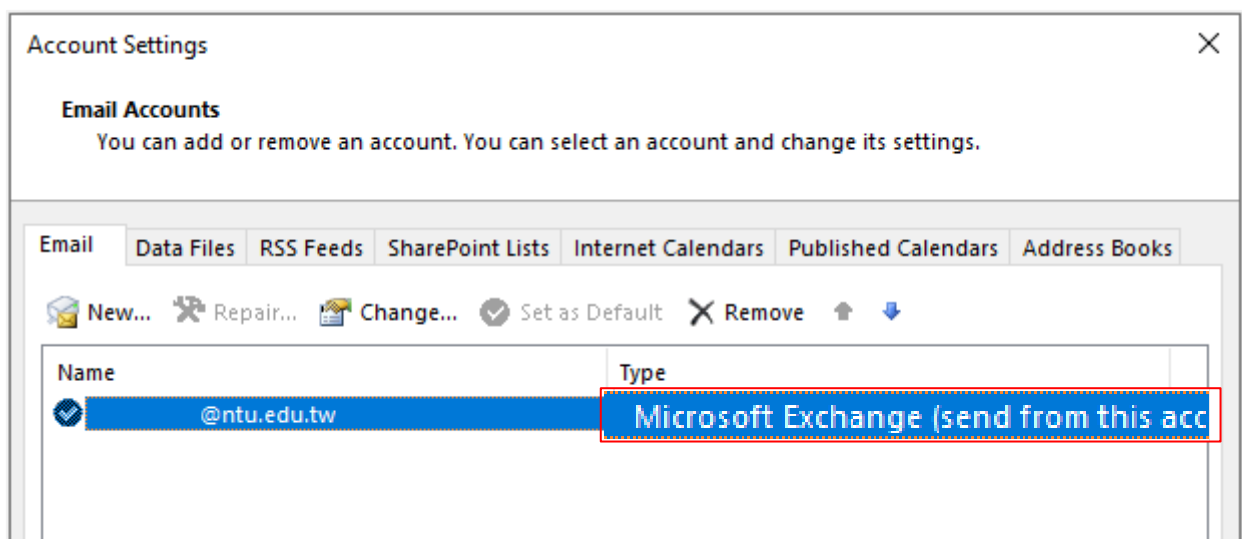 Account Settings
Email Accounts
You can add or remove an account. You can select an account and change its settings.
Email Data Files RSS Feeds SharePoint Lists Internet Calendars Published Calendars Address Books
New... Repair... Change... Set as Default Remove
Name Type
@ntu.edu.tw Microsoft Exchange (send from this acc